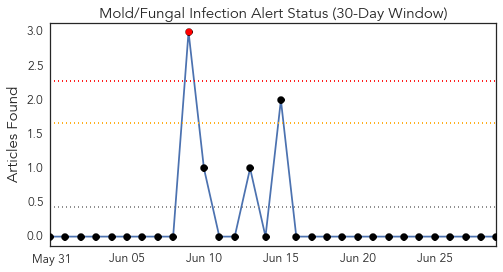 Mold/Fungal Infection Alert Status (30-Day Window)
Articles Found
3.0
2.5
2.0
1.5
1.0
0.5
0.0
May 31
Jun 05
Jun 10
Jun 15
Jun 20
Jun 25